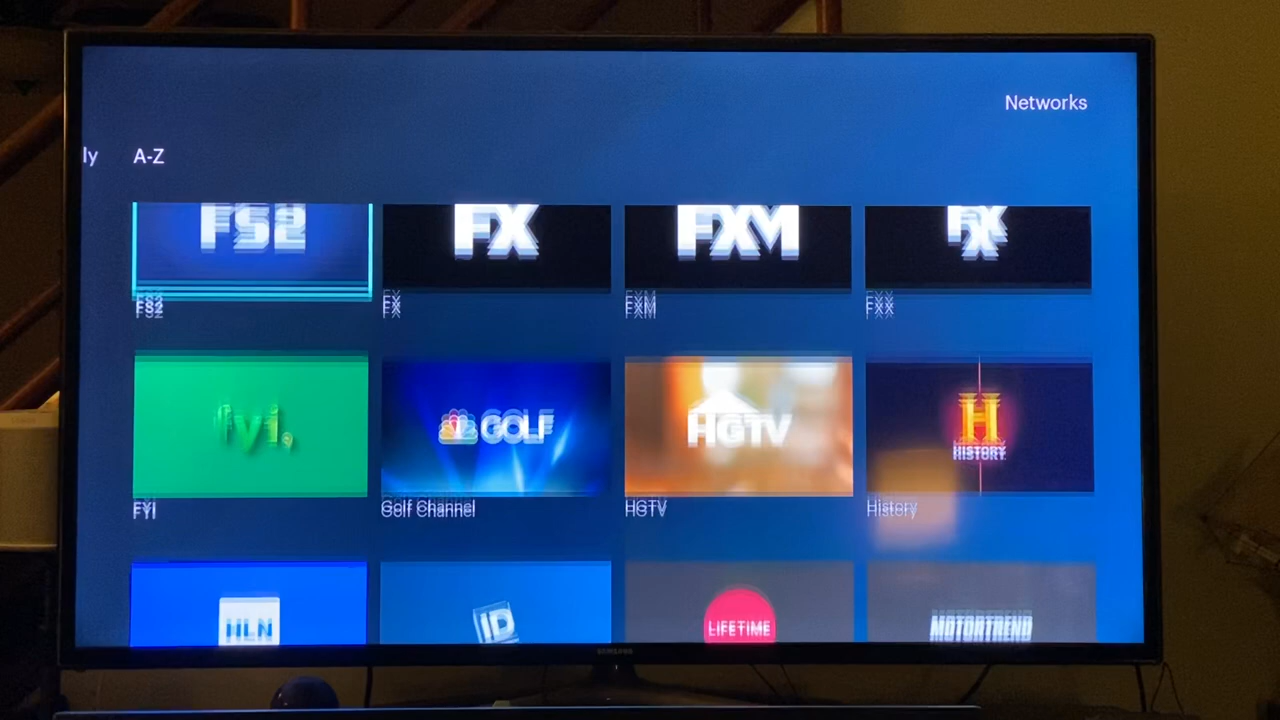 Networks
ly A-Z
FS2 FX FXM FXX
FS2 FX FXM FXX
fyi, GOLF HGTV H HISTORY
FYI Golf Channel HGTV History
HLN ID LIFETIME MOTORTREND
SAMSUNG